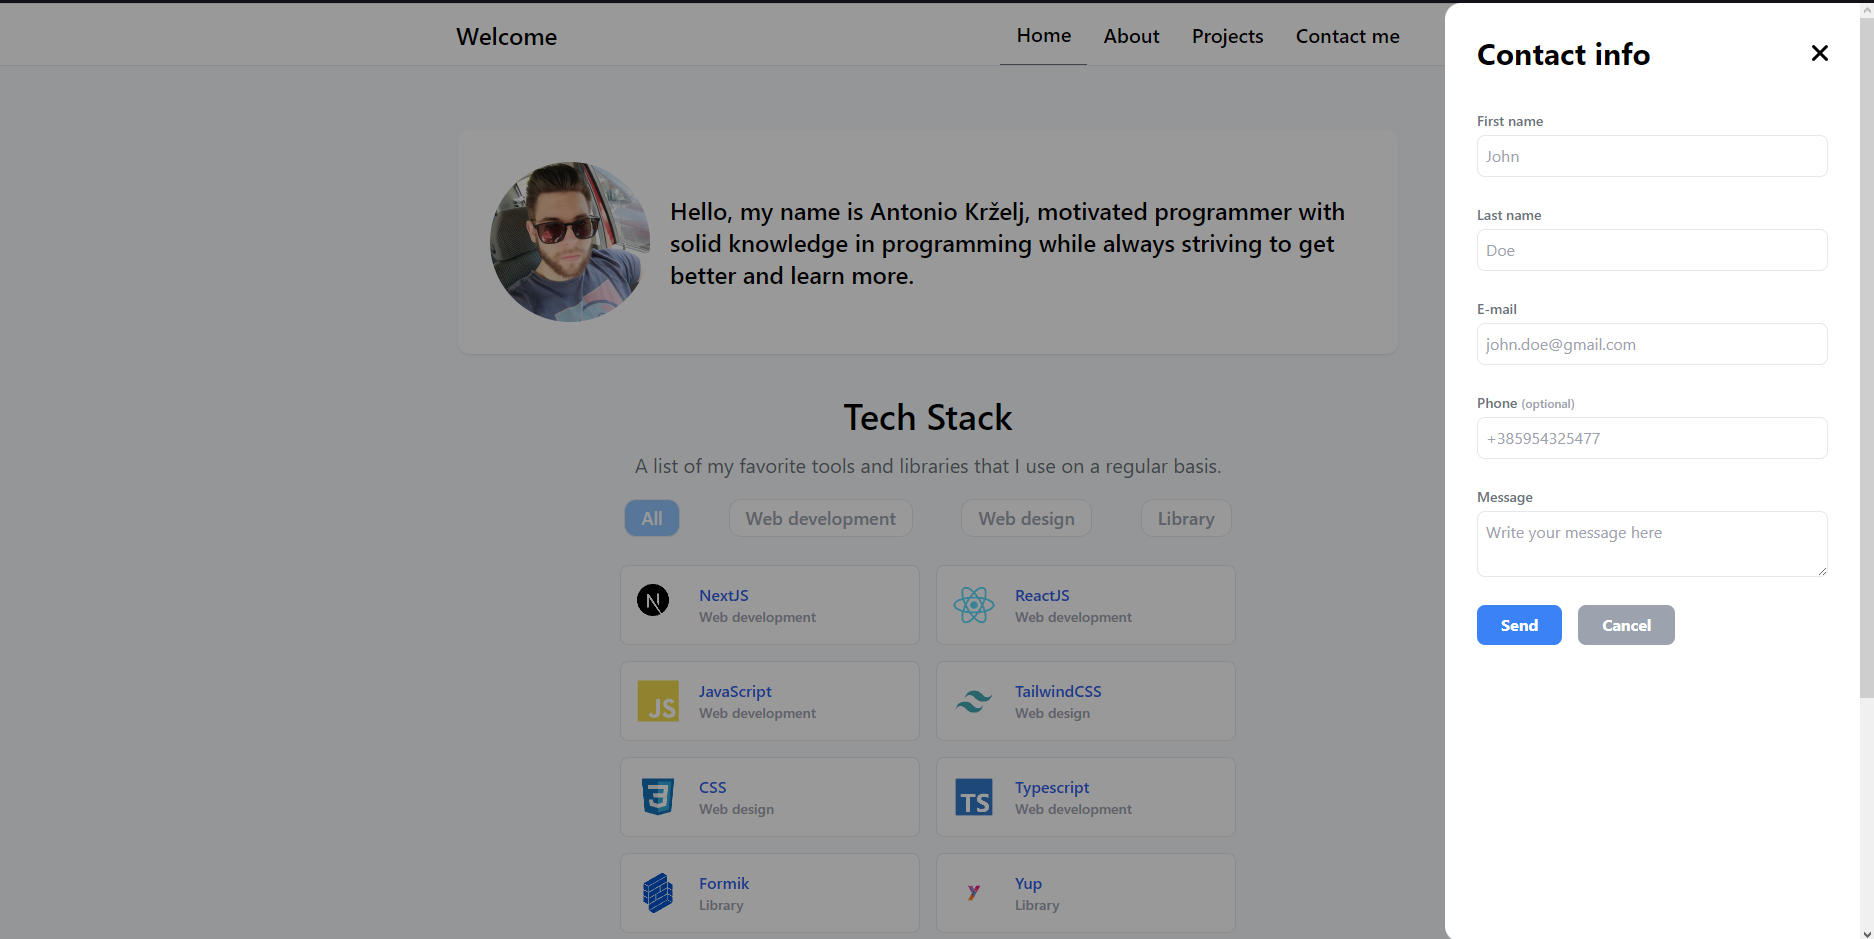 Welcome
Home
About
Projects
Contact me
Hello, my name is Antonio Krželj, motivated programmer with
solid knowledge in programming while always striving to get
better and learn more.
Tech Stack
A list of my favorite tools and libraries that I use on a regular basis.
All
Web development
Web design
Library
N
NextJS
Web development
ReactJS
Web development
JS
JavaScript
Web development
TailwindCSS
Web design
3
CSS
Web design
TS
Typescript
Web development
Formik
Library
Y
Yup
Library
Contact info
First name
John
Last name
Doe
E-mail
john.doe@gmail.com
Phone (optional)
+385954325477
Message
Write your message here
Send
Cancel